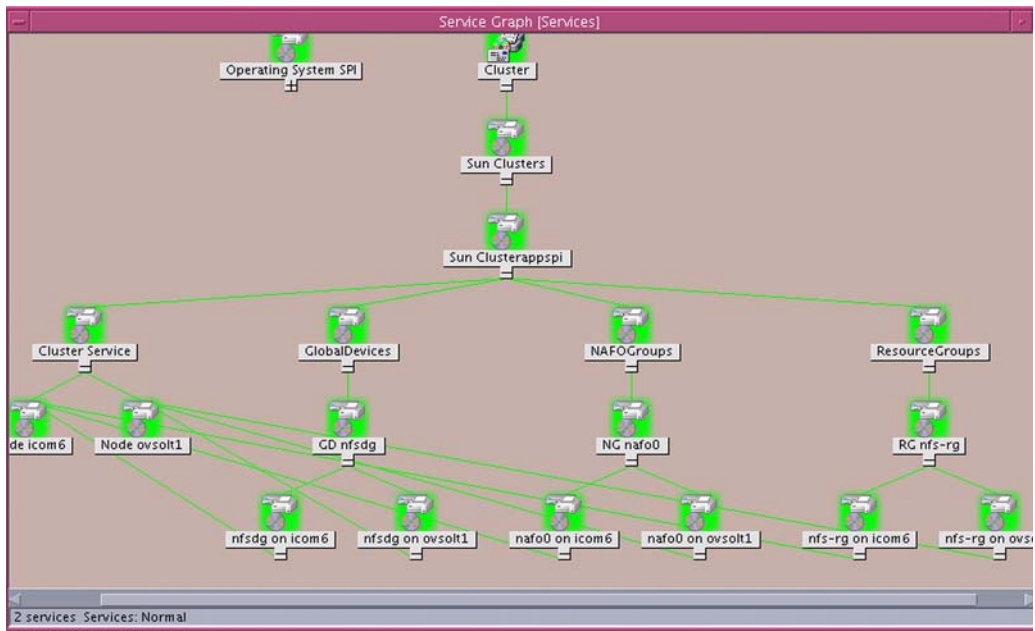 Service Graph [Services]
Operating System SPI
Cluster
Sun Clusters
Sun Clusterappspi
Cluster Service
GlobalDevices
NAFOGroups
ResourceGroups
de icom6
Node ovsolt1
GD nfsdg
NG nafo0
RG nfs-rg
nfsdg on icom6
nfsdg on ovsolt1
nafo0 on icom6
nafo0 on ovsolt1
nfs-rg on icom6
nfs-rg on ovso
2 services Services: Normal